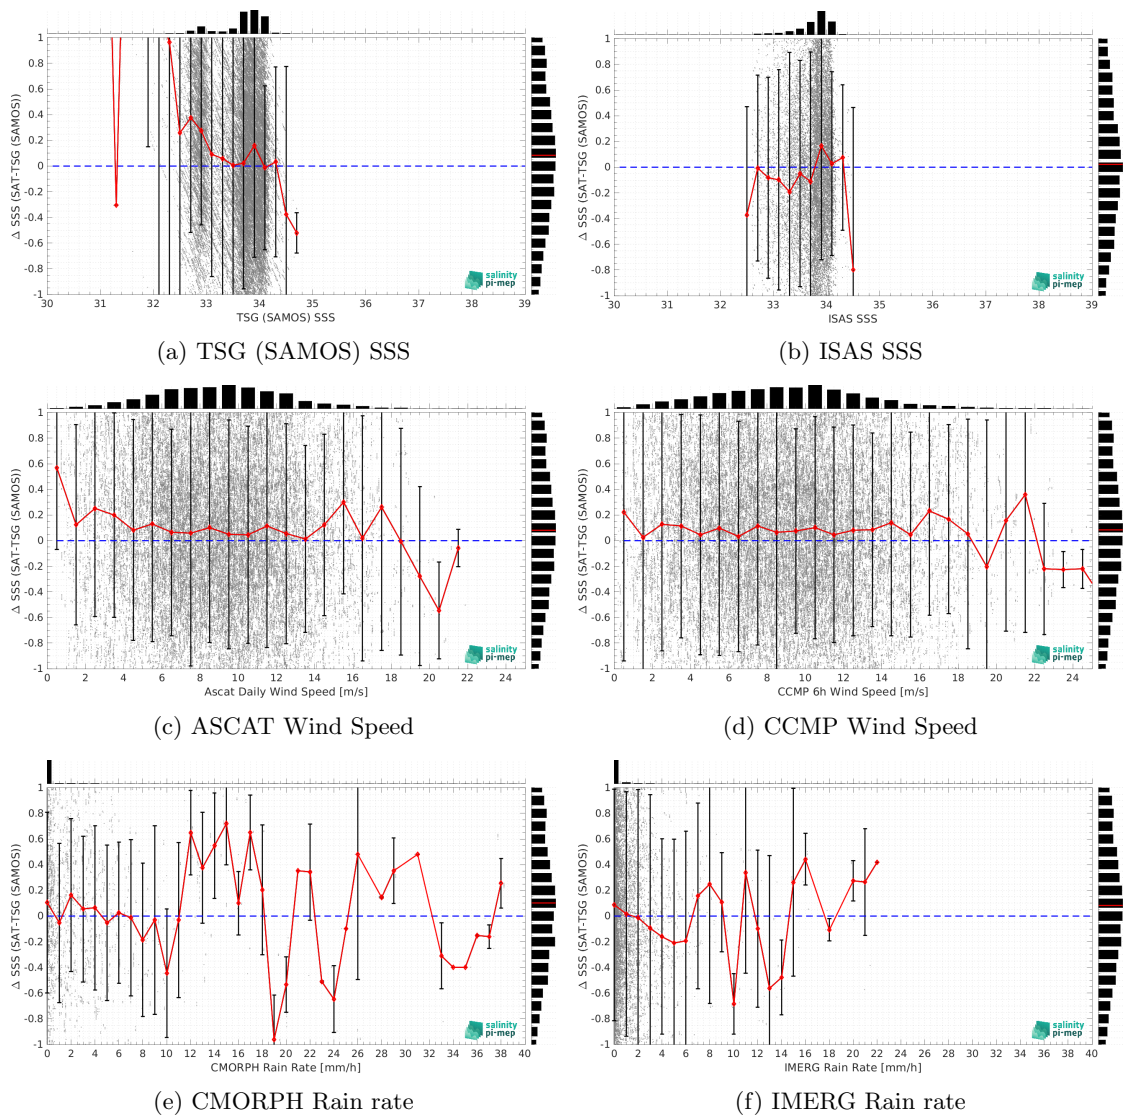 1
0.8
0.6
0.4
0.2
0
-0.2
-0.4
-0.6
-0.8
-1
Δ SSS (SAT-TSG (SAMOS))
salinity
pi-mep
30 31 32 33 34 35 36 37 38 39
TSG (SAMOS) SSS
(a) TSG (SAMOS) SSS
1
0.8
0.6
0.4
0.2
0
-0.2
-0.4
-0.6
-0.8
-1
Δ SSS (SAT-TSG (SAMOS))
salinity
pi-mep
30 31 32 33 34 35 36 37 38 39
ISAS SSS
(b) ISAS SSS
1
0.8
0.6
0.4
0.2
0
-0.2
-0.4
-0.6
-0.8
-1
Δ SSS (SAT-TSG (SAMOS))
salinity
pi-mep
0 2 4 6 8 10 12 14 16 18 20 22 24
Ascat Daily Wind Speed [m/s]
(c) ASCAT Wind Speed
1
0.8
0.6
0.4
0.2
0
-0.2
-0.4
-0.6
-0.8
-1
Δ SSS (SAT-TSG (SAMOS))
salinity
pi-mep
0 2 4 6 8 10 12 14 16 18 20 22 24
CCMP 6h Wind Speed [m/s]
(d) CCMP Wind Speed
1
0.8
0.6
0.4
0.2
0
-0.2
-0.4
-0.6
-0.8
-1
Δ SSS (SAT-TSG (SAMOS))
salinity
pi-mep
0 2 4 6 8 10 12 14 16 18 20 22 24 26 28 30 32 34 36 38 40
CMORPH Rain Rate [mm/h]
(e) CMORPH Rain rate
1
0.8
0.6
0.4
0.2
0
-0.2
-0.4
-0.6
-0.8
-1
Δ SSS (SAT-TSG (SAMOS))
salinity
pi-mep
0 2 4 6 8 10 12 14 16 18 20 22 24 26 28 30 32 34 36 38 40
IMERG Rain Rate [mm/h]
(f) IMERG Rain rate